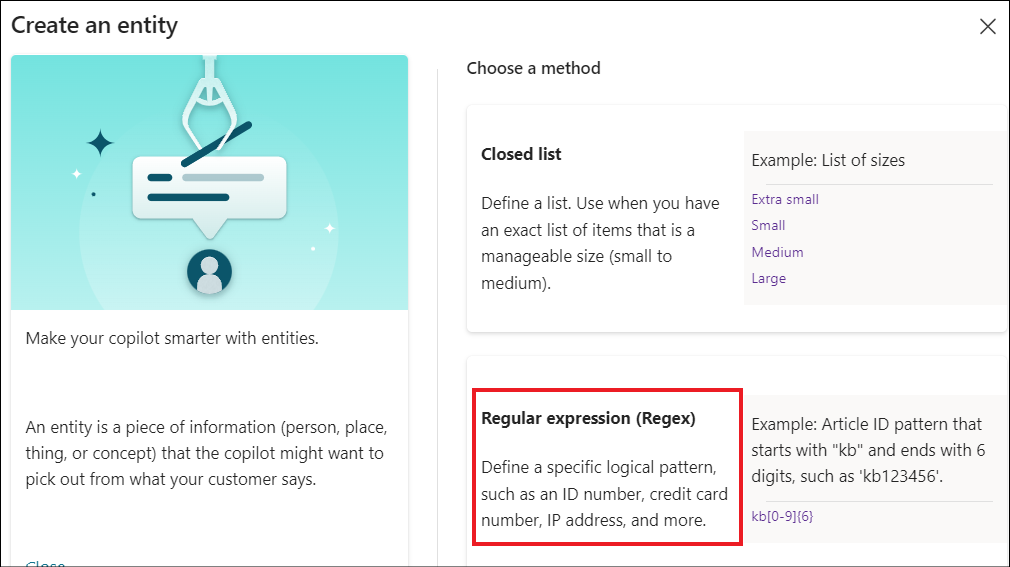 Create an entity
Make your copilot smarter with entities.
An entity is a piece of information (person, place,
thing, or concept) that the copilot might want to
pick out from what your customer says.
Close
Choose a method
Closed list
Define a list. Use when you have
an exact list of items that is a
manageable size (small to
medium).
Example: List of sizes
Extra small
Small
Medium
Large
Regular expression (Regex)
Define a specific logical pattern,
such as an ID number, credit card
number, IP address, and more.
Example: Article ID pattern that
starts with "kb" and ends with 6
digits, such as 'kb123456'.
kb[0-9]{6}